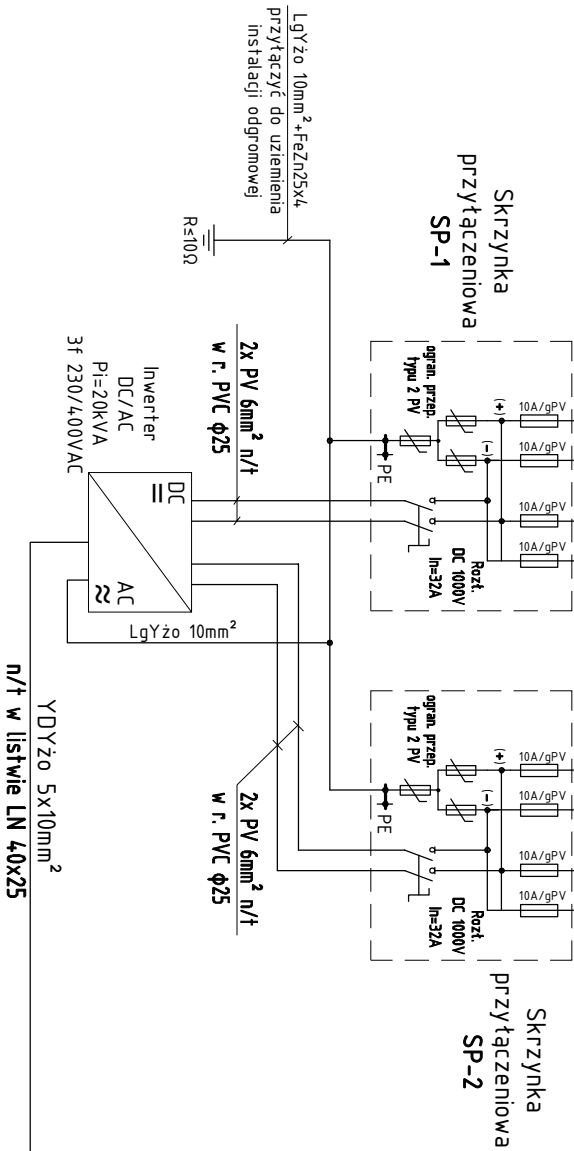 Skrzynka
przyłączeniowa
SP-1
10A/gPV
10A/gPV
10A/gPV
10A/gPV
(+)
(-)
ogran. przep.
typu 2 PV
PE
Rozł.
DC 1000V
In=32A
Skrzynka
przyłączeniowa
SP-2
10A/gPV
10A/gPV
10A/gPV
10A/gPV
(+)
(-)
ogran. przep.
typu 2 PV
PE
Rozł.
DC 1000V
In=32A
LgYżo 10mm²+FeZn25x4
przyłączyć do uziemienia
instalacji odgromowej
R≤10Ω
2x PV 6mm² n/t
w r. PVC ϕ25
2x PV 6mm² n/t
w r. PVC ϕ25
Inwerter
DC/AC
Pi=20kVA
3f 230/400VAC
DC
AC
LgYżo 10mm²
YDYżo 5x10mm²
n/t w listwie LN 40x25